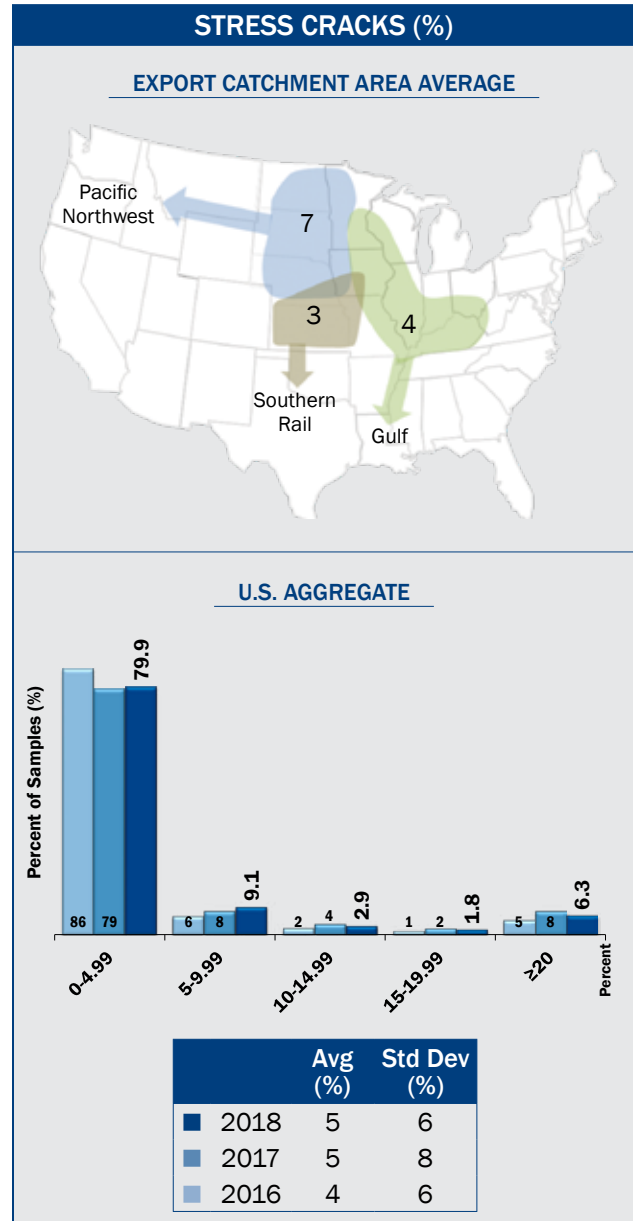 STRESS CRACKS (%)
EXPORT CATCHMENT AREA AVERAGE
Pacific
Northwest
7
3
4
Southern
Rail
Gulf
U.S. AGGREGATE
Percent of Samples (%)
86 79 79.9
6 8 9.1
2 4 2.9
1 2 1.8
5 8 6.3
0-4.99 5-9.99 10-14.99 15-19.99 ≥20 Percent
Avg Std Dev
(%) (%)
2018 5 6
2017 5 8
2016 4 6